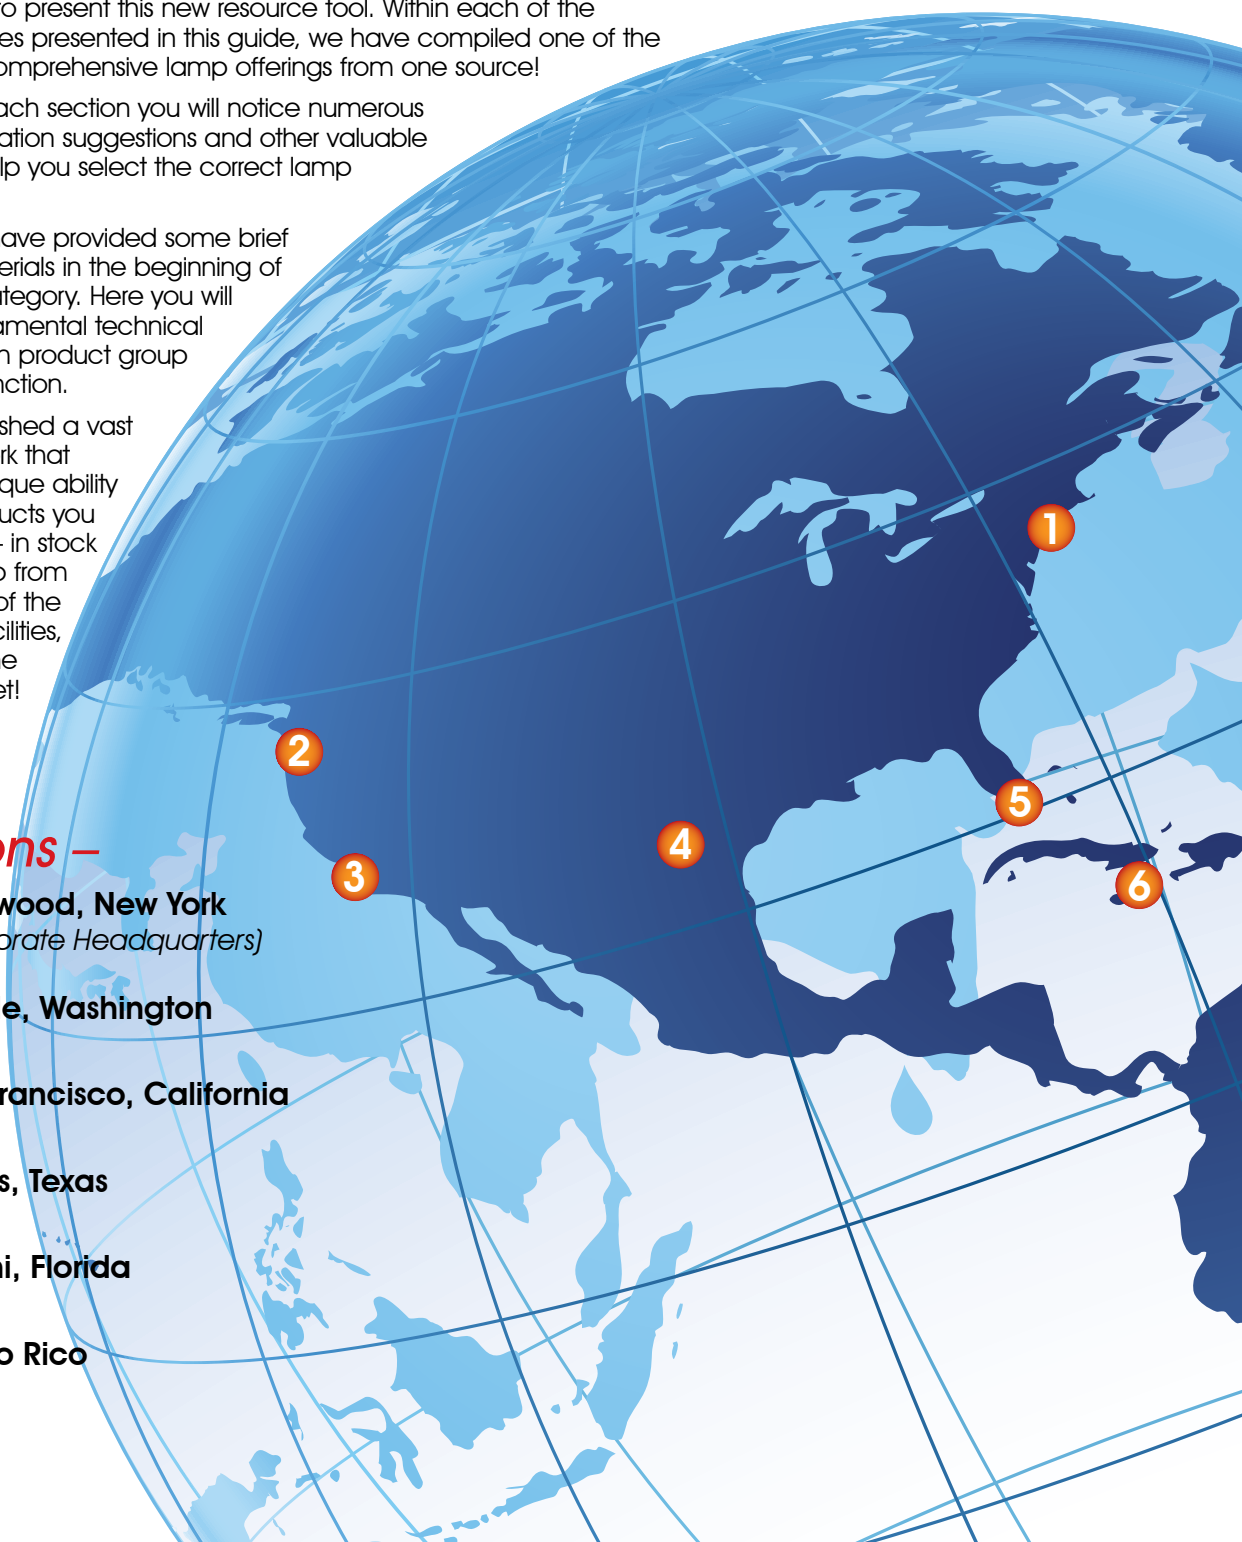 to present this new resource tool. Within each of the
es presented in this guide, we have compiled one of the
omprehensive lamp offerings from one source!
ach section you will notice numerous
ation suggestions and other valuable
lp you select the correct lamp
ave provided some brief
erials in the beginning of
ategory. Here you will
amental technical
n product group
nction.
shed a vast
rk that
que ability
ucts you
- in stock
p from
of the
cilities,
ne
et!
1
2
3
4
5
6
ons –
wood, New York
orate Headquarters)
e, Washington
rancisco, California
s, Texas
ni, Florida
o Rico